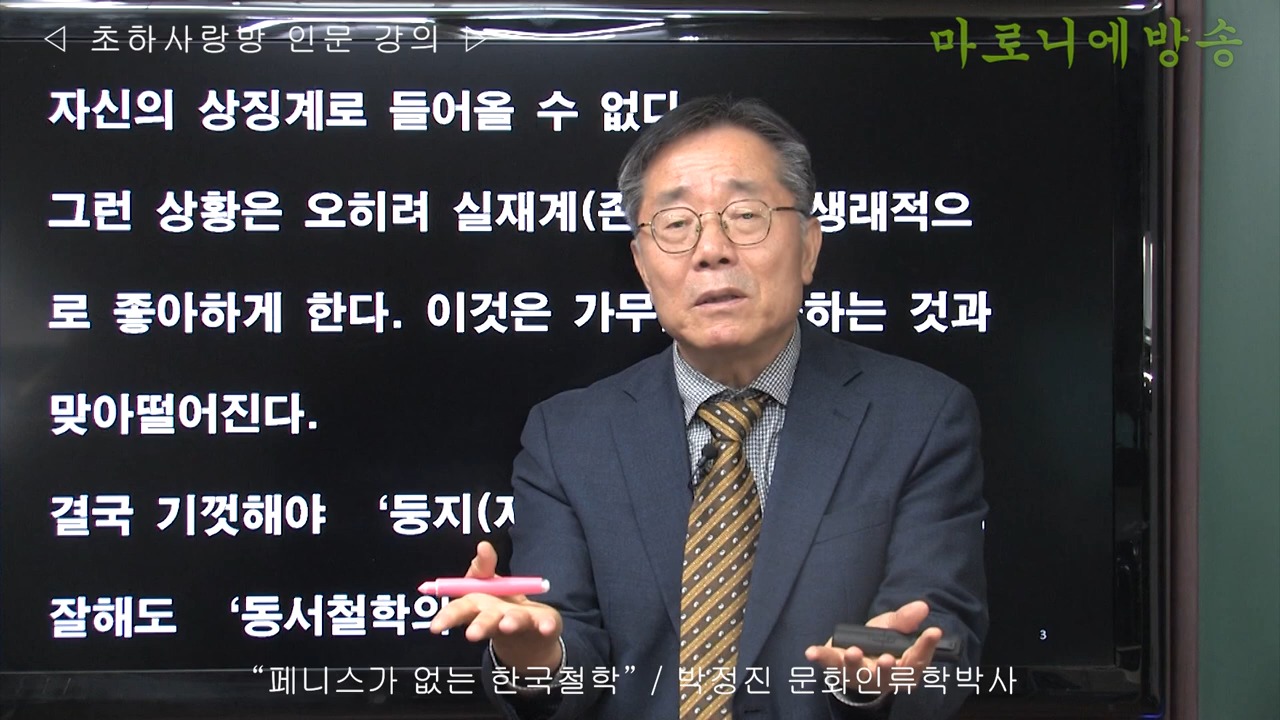 ◁ 초하사랑방 인문 강의 ▷
마로니에방송
자신의 상징계로 들어올 수 없다
그런 상황은 오히려 실재계(존 생래적으
로 좋아하게 한다. 이것은 가무 하는 것과
맞아떨어진다.
결국 기껏해야 ‘둥지(자
잘해도 ‘동서철학의
3
“페니스가 없는 한국철학” / 박정진 문화인류학박사